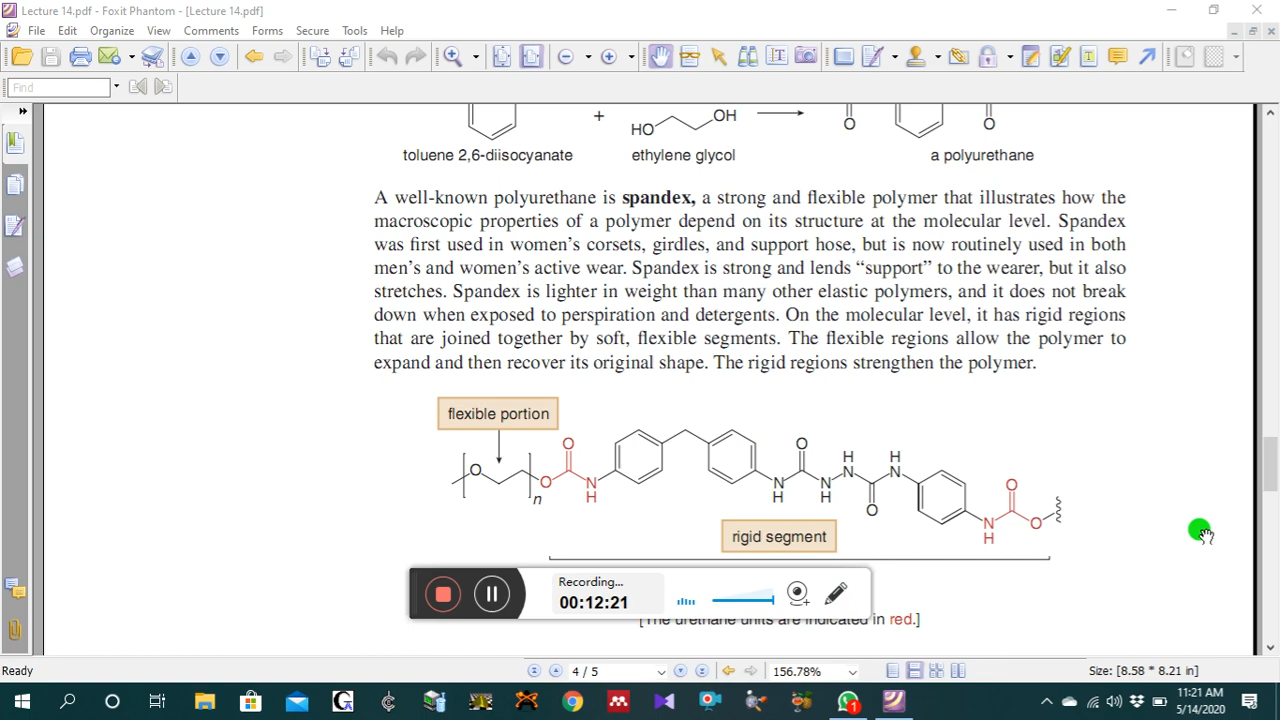 Lecture 14.pdf - Foxit Phantom - [Lecture 14.pdf]
File Edit Organize View Comments Forms Secure Tools Help
Find
O
+
HO
OH
O
toluene 2,6-diisocyanate
ethylene glycol
a polyurethane
A well-known polyurethane is spandex, a strong and flexible polymer that illustrates how the
macroscopic properties of a polymer depend on its structure at the molecular level. Spandex
was first used in women’s corsets, girdles, and support hose, but is now routinely used in both
men’s and women’s active wear. Spandex is strong and lends “support” to the wearer, but it also
stretches. Spandex is lighter in weight than many other elastic polymers, and it does not break
down when exposed to perspiration and detergents. On the molecular level, it has rigid regions
that are joined together by soft, flexible segments. The flexible regions allow the polymer to
expand and then recover its original shape. The rigid regions strengthen the polymer.
flexible portion
O n O O N H O N H N H H N O H N N H O O
rigid segment
Recording...
00:12:21
[The urethane units are indicated in red.]
Ready 4 / 5 156.78% Size: [8.58 * 8.21 in]
1
11:21 AM
5/14/2020